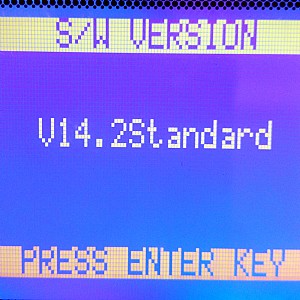 S/W VERSION
V14.2Standard
PRESS ENTER KEY